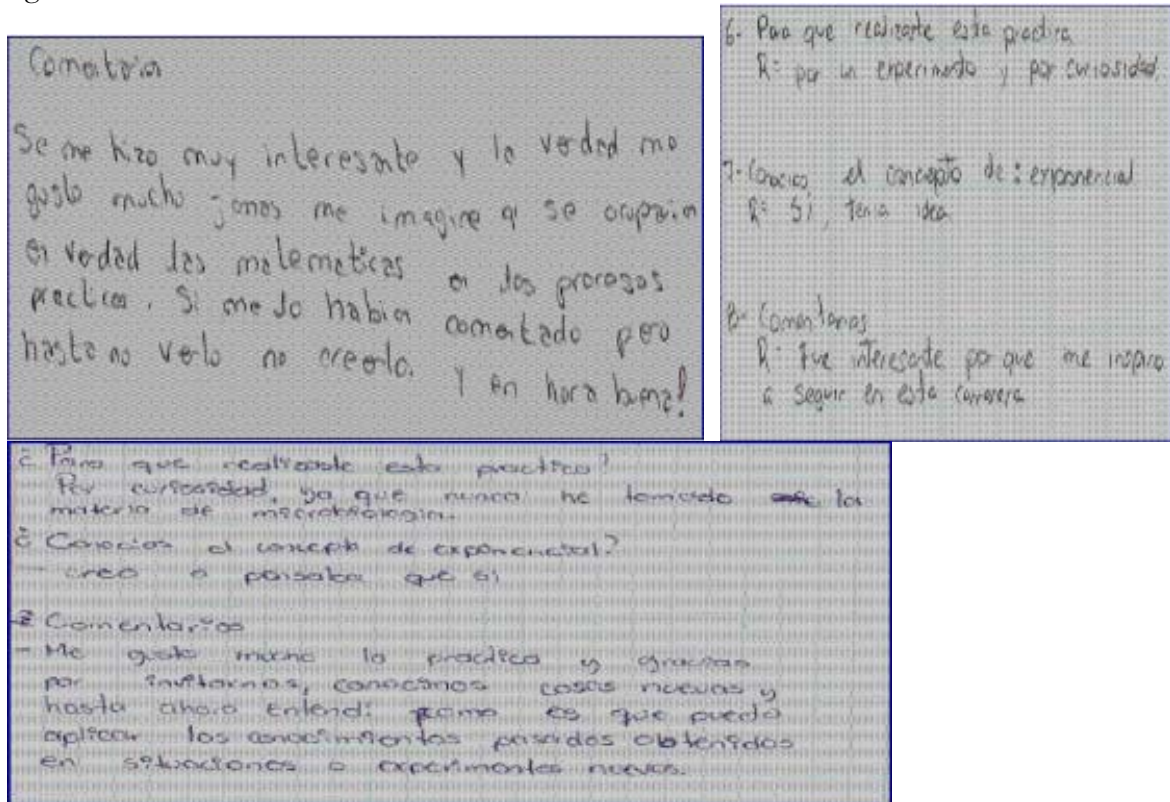 Comentarios
Se me hizo muy interesante y la verdad me
gusto mucho jamas me imagine q se ocuparian
en verdad las matematicas en los procesos
practicos. Si me lo habian comentado pero
hasta no verlo no creerlo. Y en hora buena!
6- Para que realizaste esta practica
R= por un experimento y por curiosidad
7- Conocias el concepto de: exponencial
R= Si, tenia idea
8- Comentarios
R= Fue interesante por que me inspiro
a seguir en esta carrera
¿Para que realizaste esta practica?
Por curiosidad, ya que nunca he tomado la
materia de microbiologia.
¿Conocias el concepto de exponencial?
- creo o pensaba que si
Comentarios
- Me gusto mucho la practica y gracias
por invitarnos, conocimos cosas nuevas y
hasta ahora entendi como es que puedo
aplicar los conocimientos pasados obtenidos
en situaciones o experimentos nuevos.